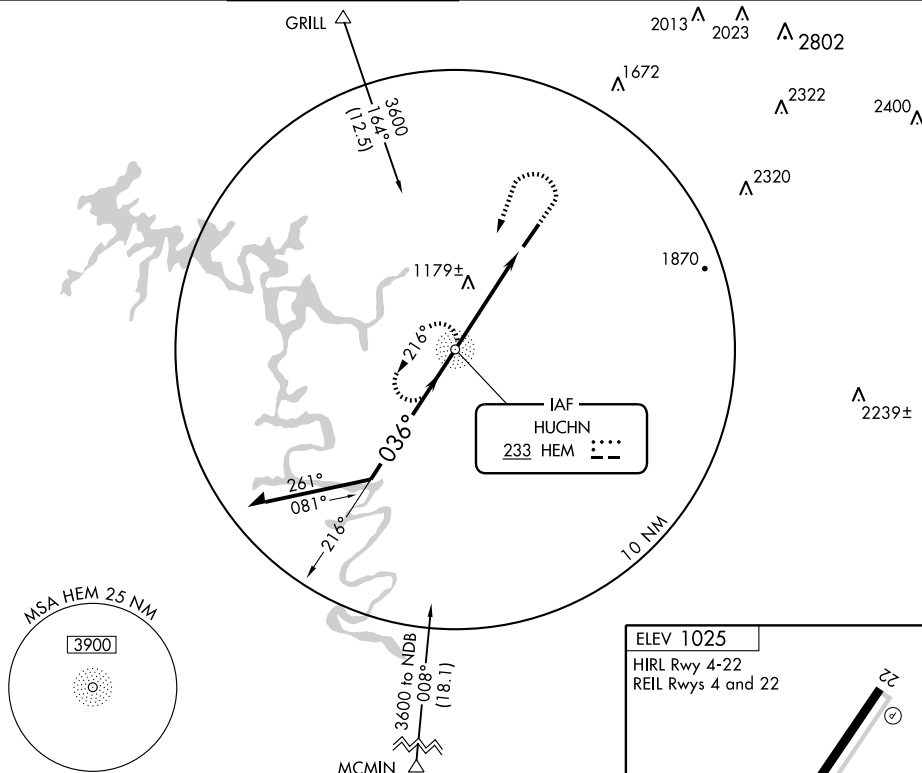 GRILL
3600
164°
(12.5)
2013
2023
2802
1672
2322
2400
2320
1870
1179±
216°
036°
IAF
HUCHN
233 HEM
2239±
261°
081°
216°
10 NM
MSA HEM 25 NM
3900
3600 to NDB
008°
(18.1)
MCMIN
ELEV 1025
HIRL Rwy 4-22
REIL Rwys 4 and 22
22
P